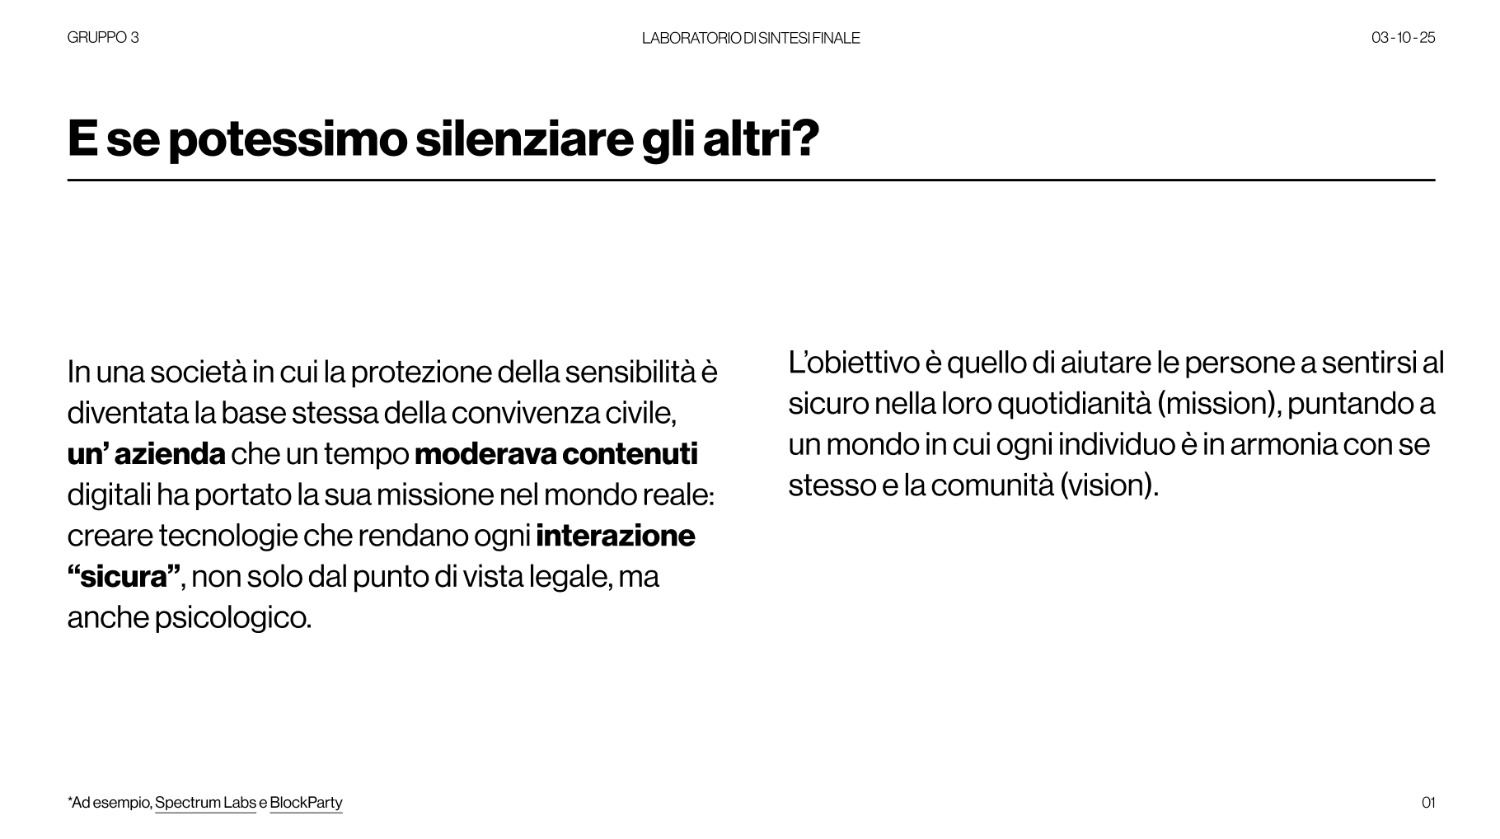 GRUPPO 3
LABORATORIO DI SINTESI FINALE
03-10-25
E se potessimo silenziare gli altri?
In una società in cui la protezione della sensibilità è
diventata la base stessa della convivenza civile,
un’ azienda che un tempo moderava contenuti
digitali ha portato la sua missione nel mondo reale:
creare tecnologie che rendano ogni interazione
“sicura”, non solo dal punto di vista legale, ma
anche psicologico.
L’obiettivo è quello di aiutare le persone a sentirsi al
sicuro nella loro quotidianità (mission), puntando a
un mondo in cui ogni individuo è in armonia con se
stesso e la comunità (vision).
*Ad esempio, Spectrum Labs e BlockParty
01